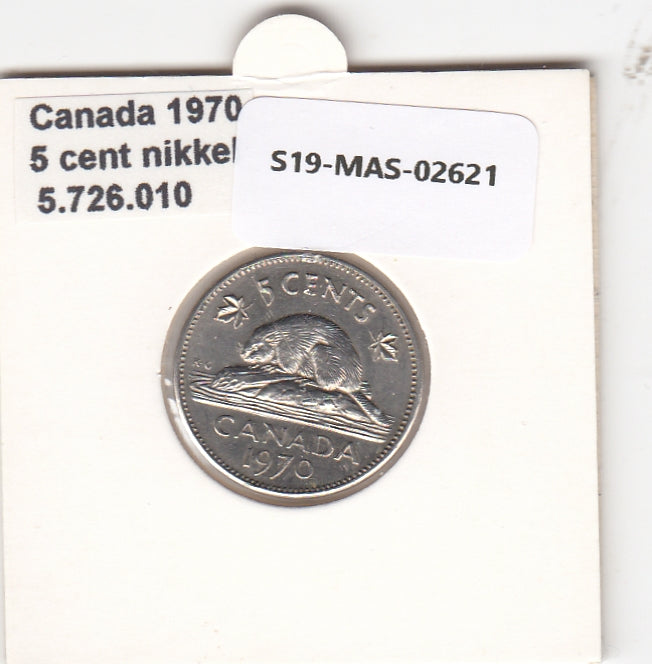 Canada 1970
5 cent nikkel
5.726.010
S19-MAS-02621
5 CENTS
K·G
CANADA
1970